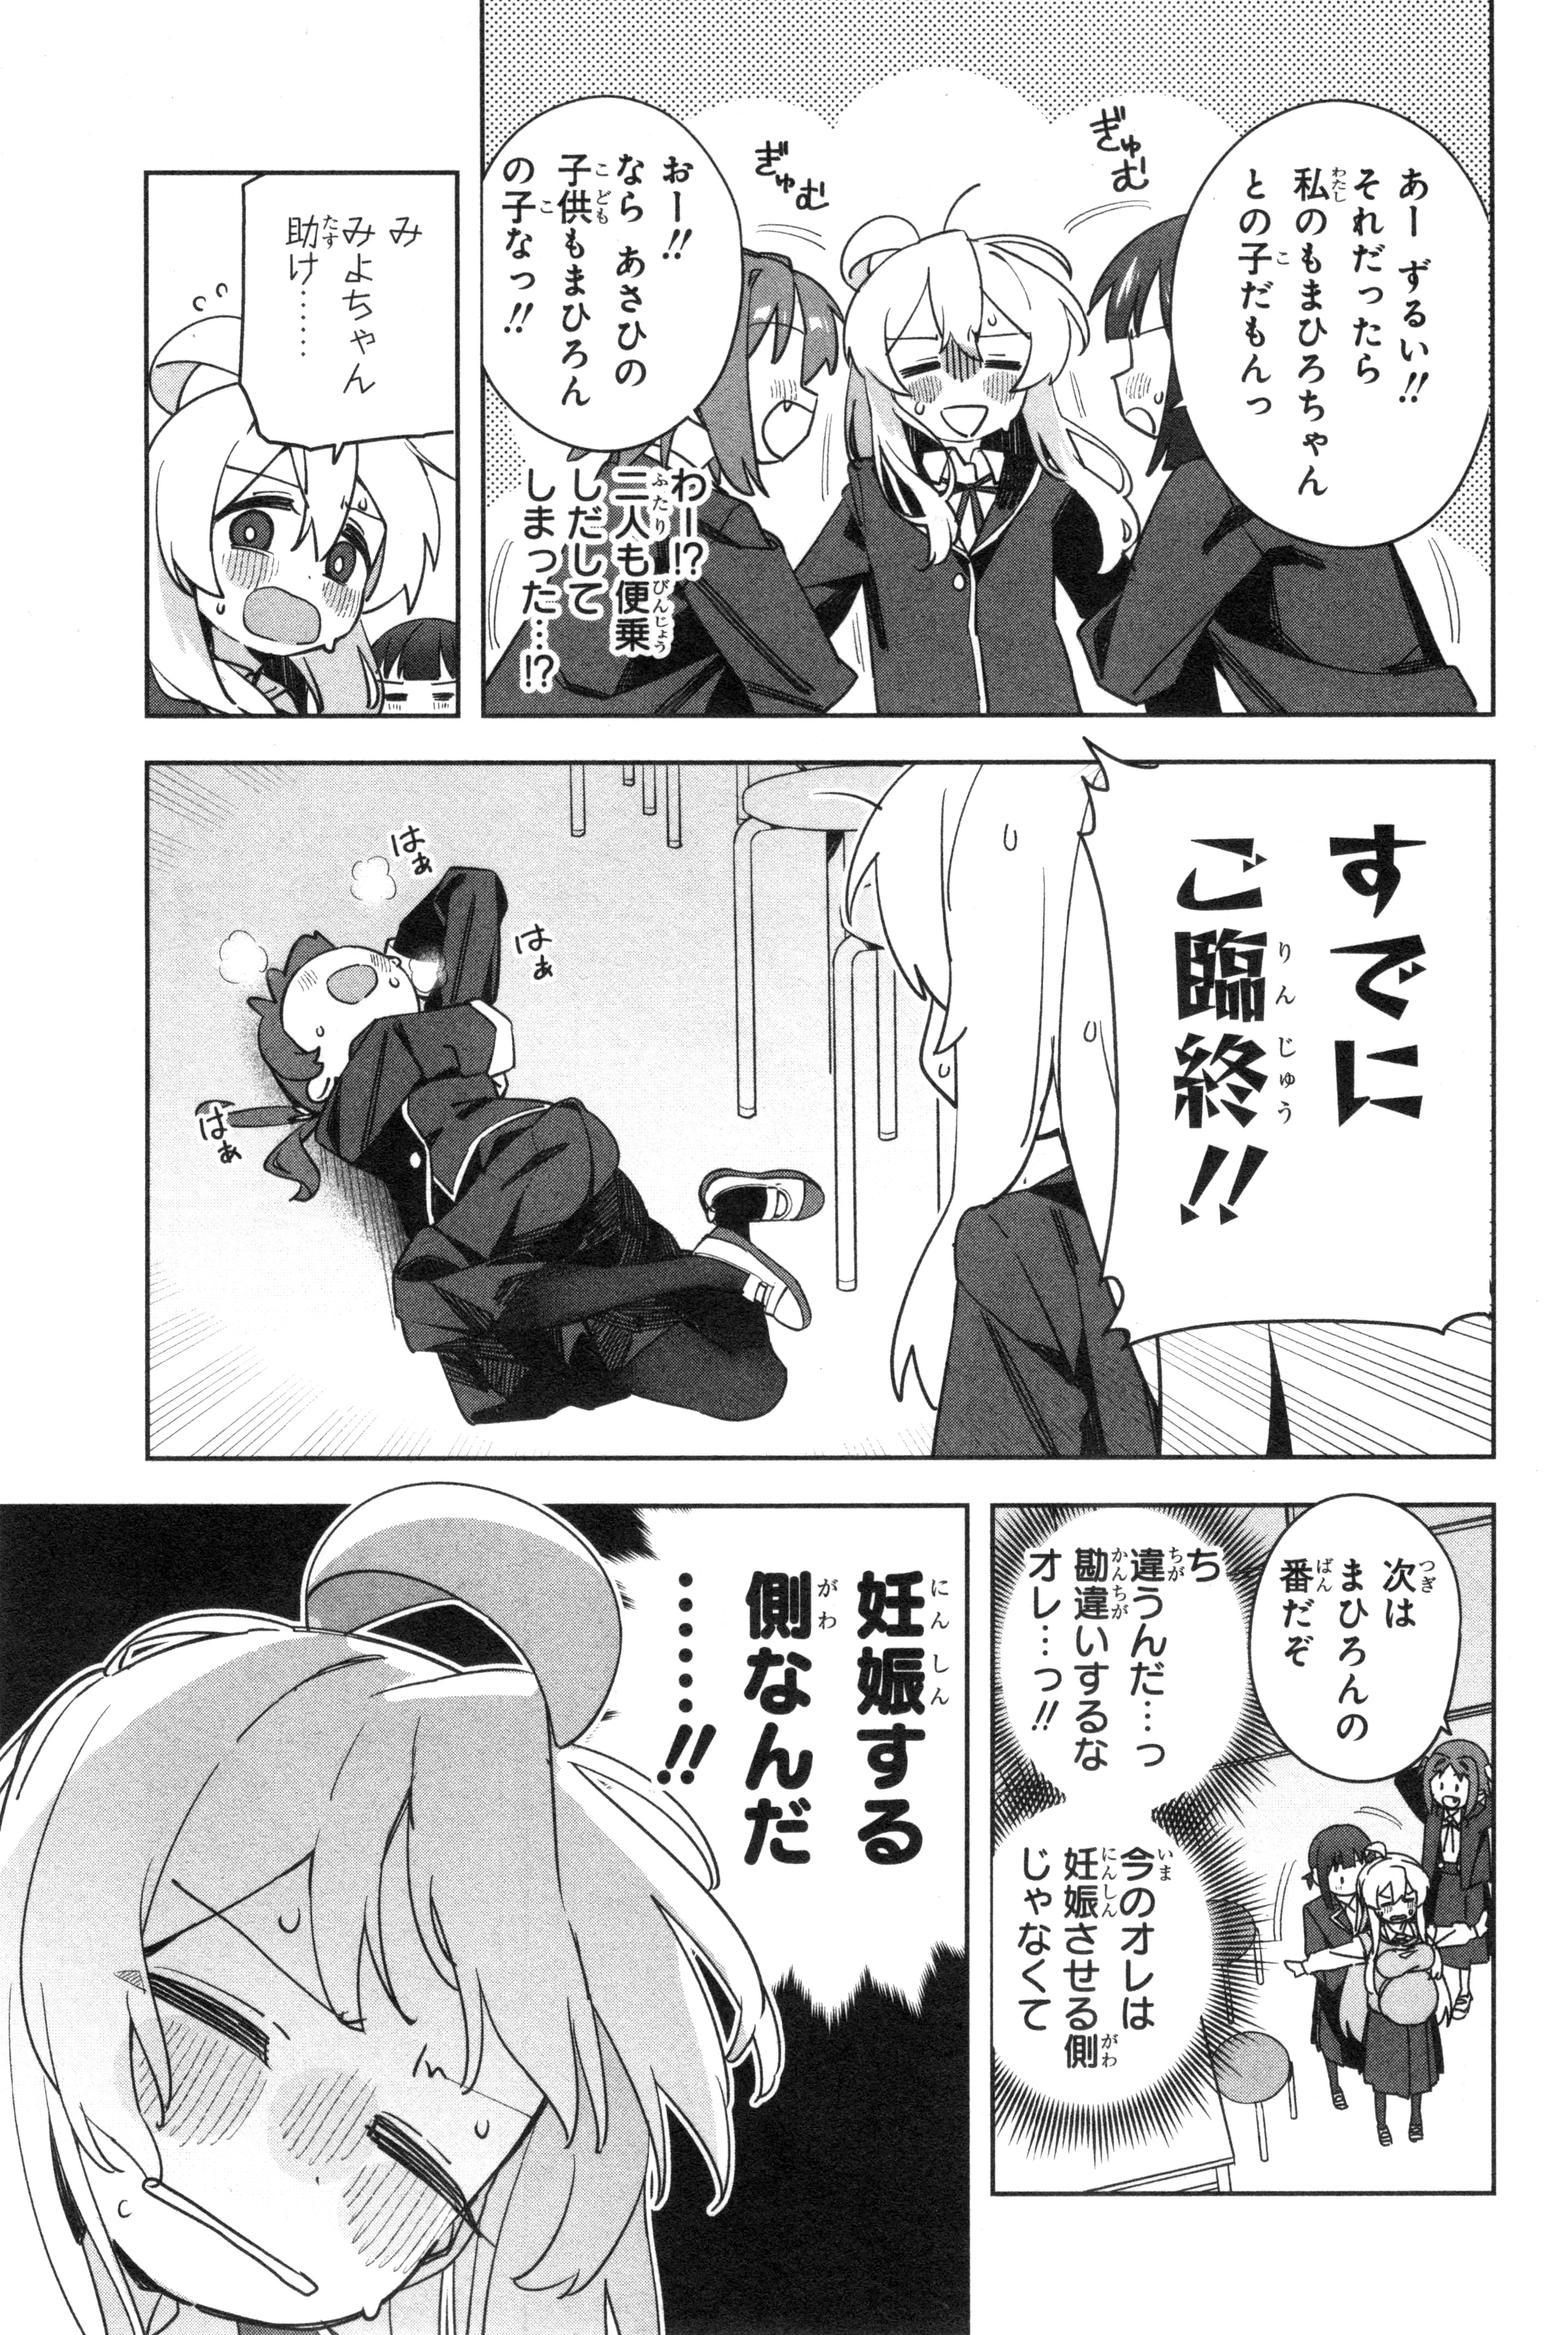 あーずるい!!
それだったら
私のもまひろちゃん
との子だもんっ
ぎゅむ
ぎゅむ
おー!!
なら あさひの
子供もまひろん
の子なっ!!
わー!?
二人も便乗
しだして
しまった…!?
み
みよちゃん
助け……
すでに
ご臨終!!
はぁ
はぁ
はぁ
次は
まひろんの
番だぞ
ち
違うんだ…っ
勘違いするな
オレ…っ!!
今のオレは
妊娠させる側
じゃなくて
妊娠する
側なんだ
……!!